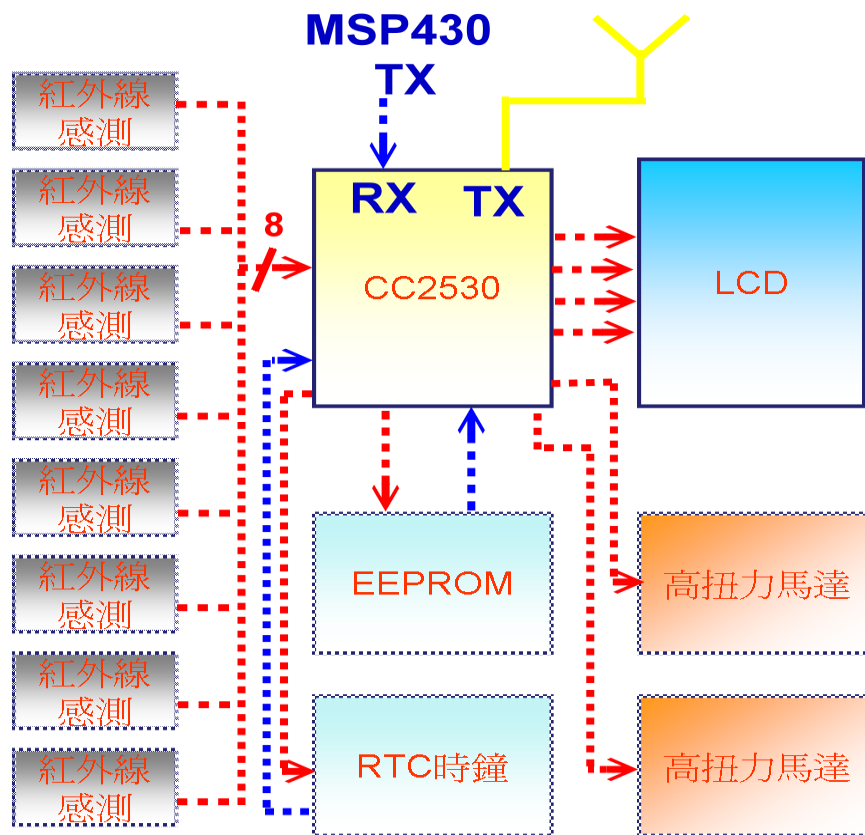 MSP430
TX
紅外線
感測
紅外線
感測
紅外線
感測
紅外線
感測
紅外線
感測
紅外線
感測
紅外線
感測
紅外線
感測
8
RX TX
CC2530
LCD
EEPROM
高扭力馬達
RTC時鐘
高扭力馬達